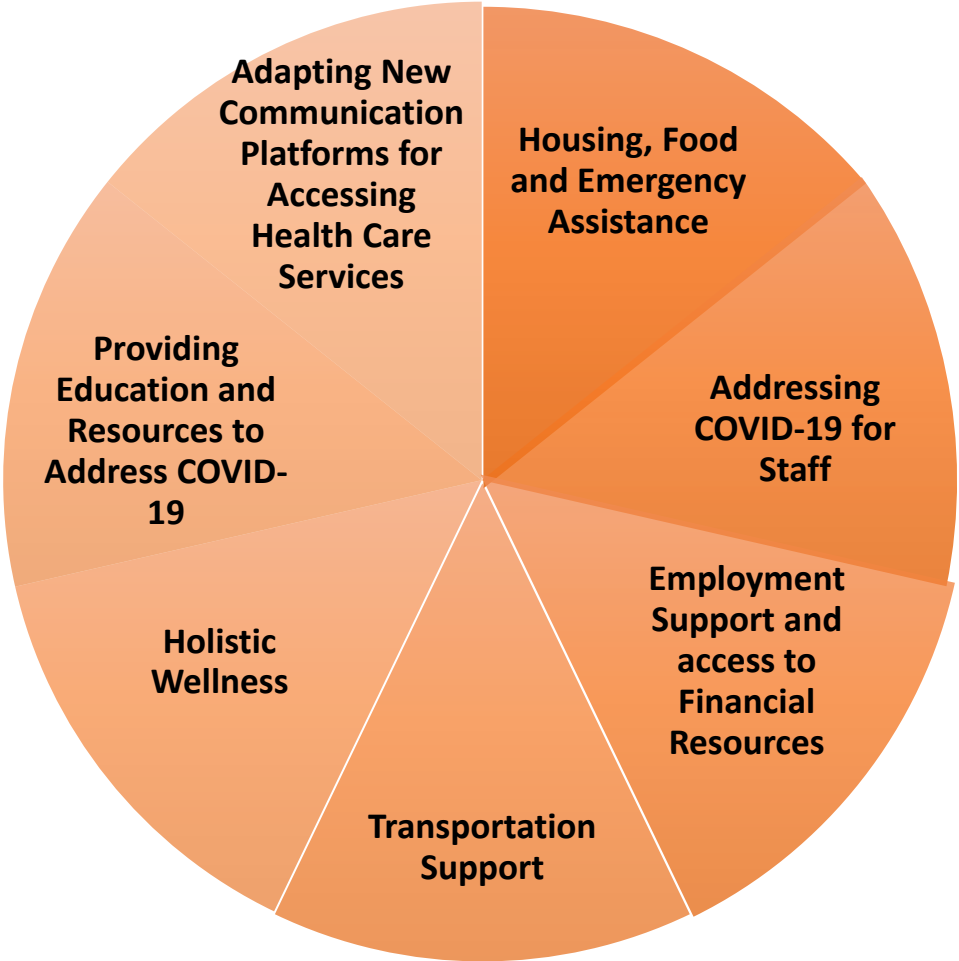 Adapting New
Communication
Platforms for
Accessing
Health Care
Services
Housing, Food
and Emergency
Assistance
Addressing
COVID-19 for
Staff
Employment
Support and
access to
Financial
Resources
Transportation
Support
Holistic
Wellness
Providing
Education and
Resources to
Address COVID-
19